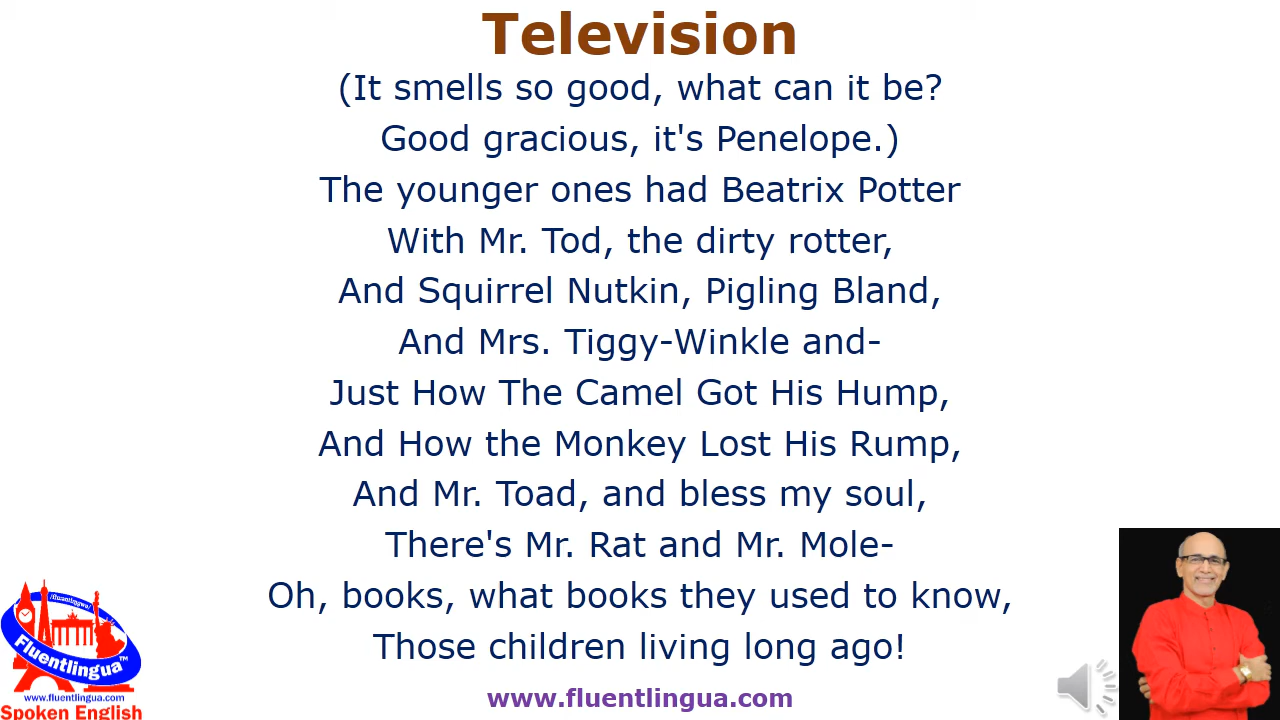 Television
(It smells so good, what can it be?
Good gracious, it's Penelope.)
The younger ones had Beatrix Potter
With Mr. Tod, the dirty rotter,
And Squirrel Nutkin, Pigling Bland,
And Mrs. Tiggy-Winkle and-
Just How The Camel Got His Hump,
And How the Monkey Lost His Rump,
And Mr. Toad, and bless my soul,
There's Mr. Rat and Mr. Mole-
Oh, books, what books they used to know,
Those children living long ago!
www.fluentlingua.com
/fluentlingua/
Fluentlingua™
www.fluentlingua.com
Spoken English